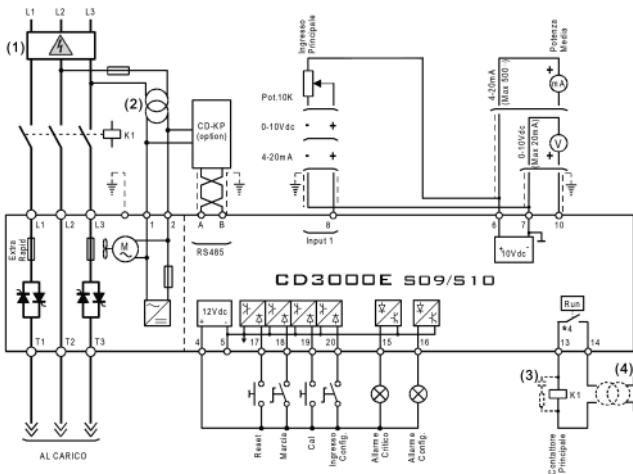 L1 L2 L3
(1)
(2)
K1
CD-KP
(option)
Ingresso
Principale
Pot.10K
0-10Vdc - +
4-20mA - +
4-20mA
(Max 500 )
Potenza
Media
mA
+
0-10Vdc
(Max 20mA)
V
+
L1 L2 L3 1 2 A B 8 6 7 10
Extra
Rapid
M
RS485
Input 1
+10Vdc-
CD3000E S09/S10
12Vdc
+ -
Run
*4
T1 T2 T3 4 5 17 18 19 20 15 16 13 14
(3)
K1
(4)
AL CARICO
Reset
Marcia
Cal
Ingresso
Config.
Allarme
Critico
Allarme
Config.
Contattore
Principale